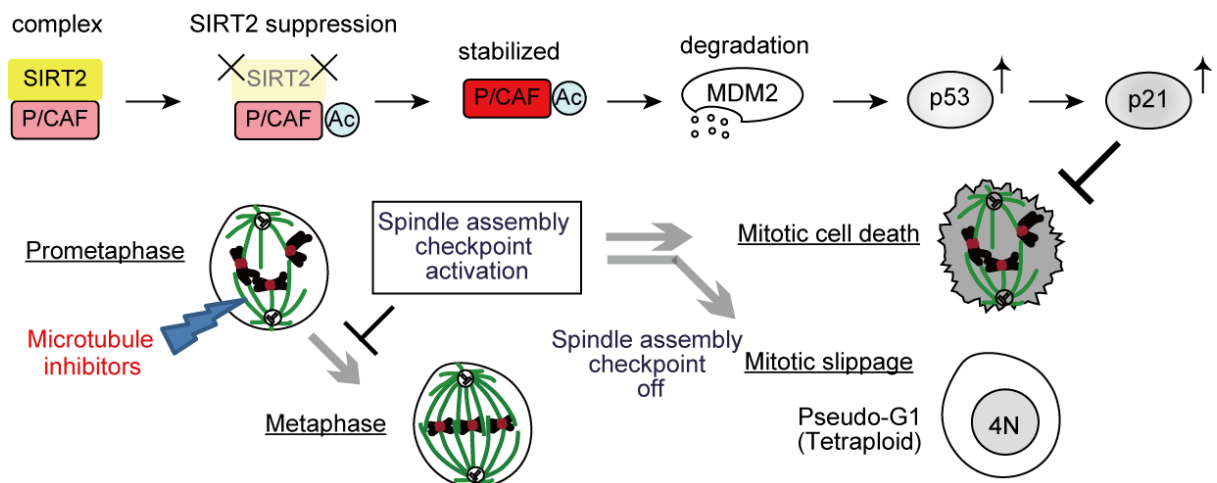 complex
SIRT2
P/CAF
SIRT2 suppression
SIRT2
P/CAF
Ac
stabilized
P/CAF
Ac
degradation
MDM2
p53
p21
Prometaphase
Microtubule
inhibitors
Spindle assembly
checkpoint
activation
Metaphase
Spindle assembly
checkpoint
off
Mitotic cell death
Mitotic slippage
Pseudo-G1
(Tetraploid)
4N